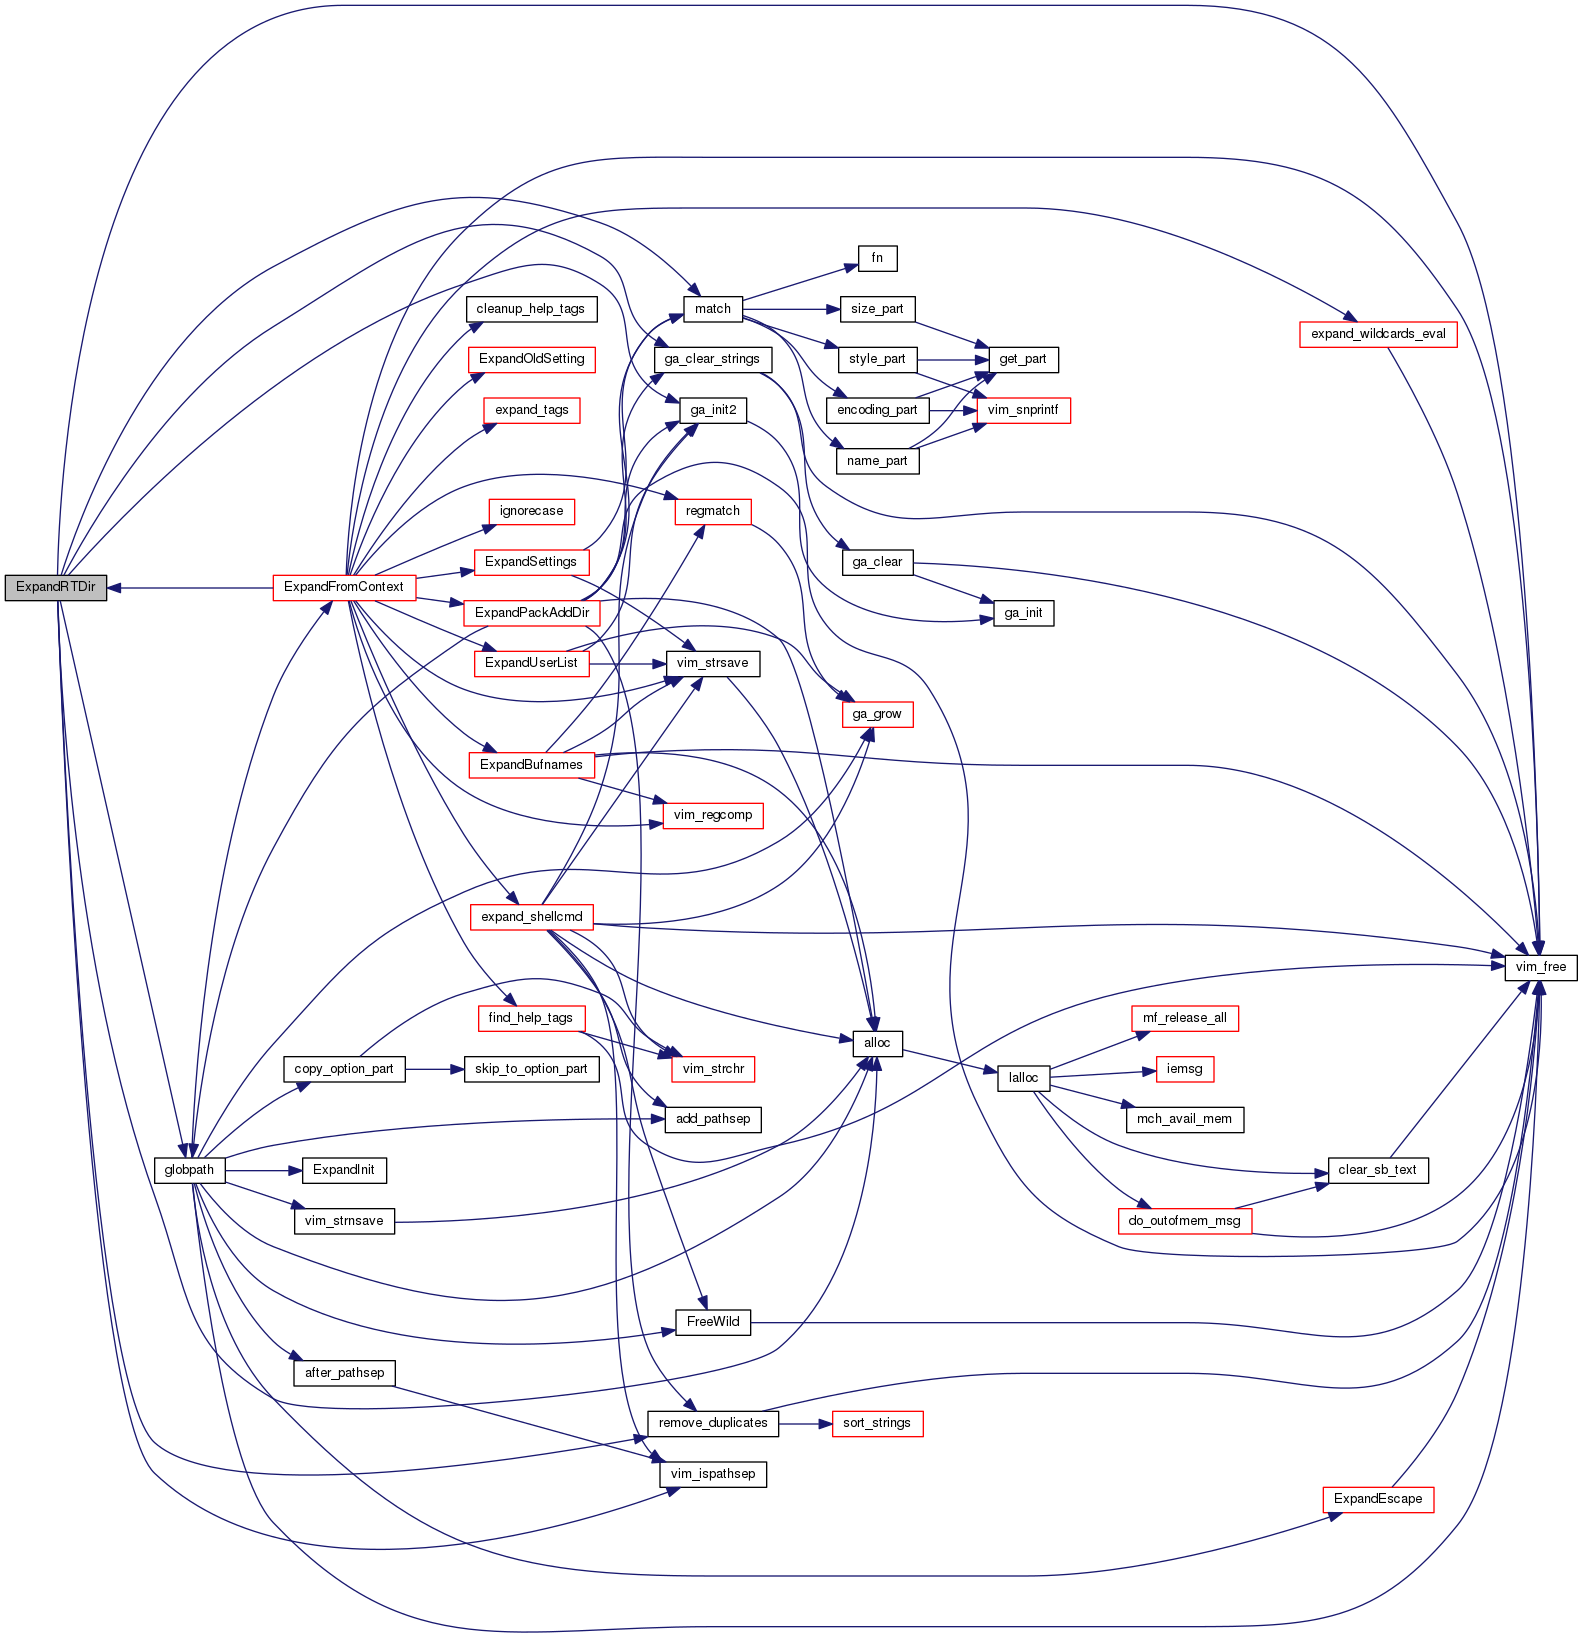 fn
cleanup_help_tags
match
size_part
expand_wildcards_eval
ExpandOldSetting
ga_clear_strings
style_part
get_part
expand_tags
ga_init2
encoding_part
vim_snprintf
name_part
ignorecase
regmatch
ExpandSettings
ga_clear
ExpandRTDir
ExpandFromContext
ExpandPackAddDir
ga_init
ExpandUserList
vim_strsave
ga_grow
ExpandBufnames
vim_regcomp
expand_shellcmd
vim_free
find_help_tags
mf_release_all
alloc
copy_option_part
skip_to_option_part
vim_strchr
lalloc
iemsg
add_pathsep
mch_avail_mem
globpath
ExpandInit
clear_sb_text
vim_strnsave
do_outofmem_msg
FreeWild
after_pathsep
remove_duplicates
sort_strings
vim_ispathsep
ExpandEscape